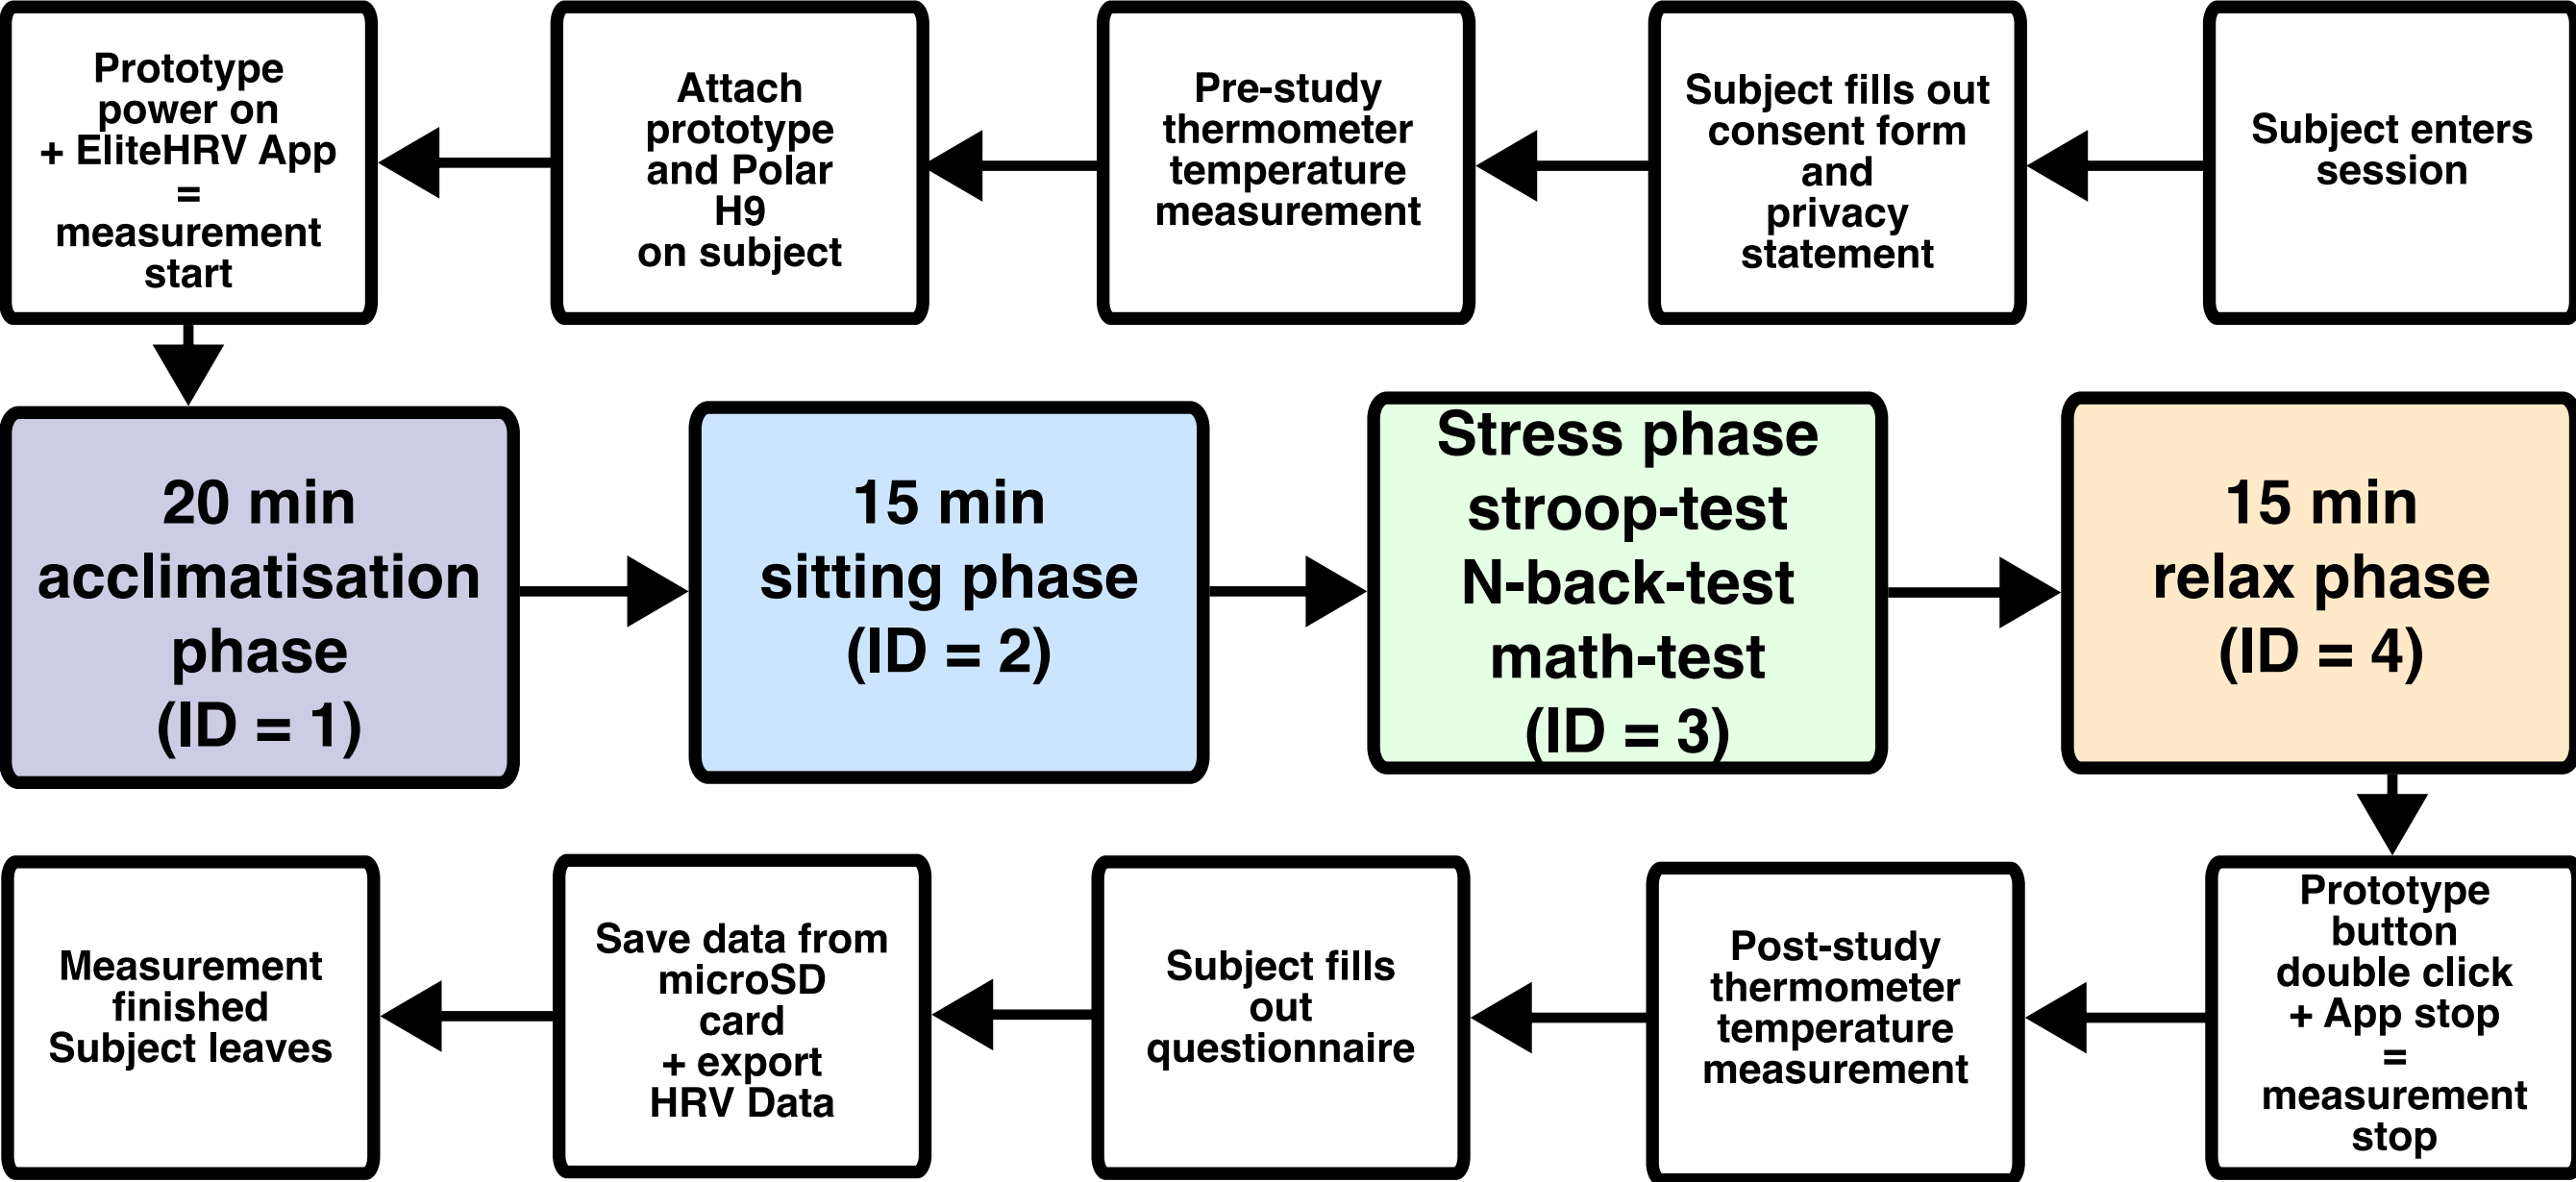 Subject enters
session
Subject fills out
consent form
and
privacy
statement
Pre-study
thermometer
temperature
measurement
Attach
prototype
and Polar
H9
on subject
Prototype
power on
+ EliteHRV App
=
measurement
start
20 min
acclimatisation
phase
(ID = 1)
15 min
sitting phase
(ID = 2)
Stress phase
stroop-test
N-back-test
math-test
(ID = 3)
15 min
relax phase
(ID = 4)
Prototype
button
double click
+ App stop
=
measurement
stop
Post-study
thermometer
temperature
measurement
Subject fills
out
questionnaire
Save data from
microSD
card
+ export
HRV Data
Measurement
finished
Subject leaves